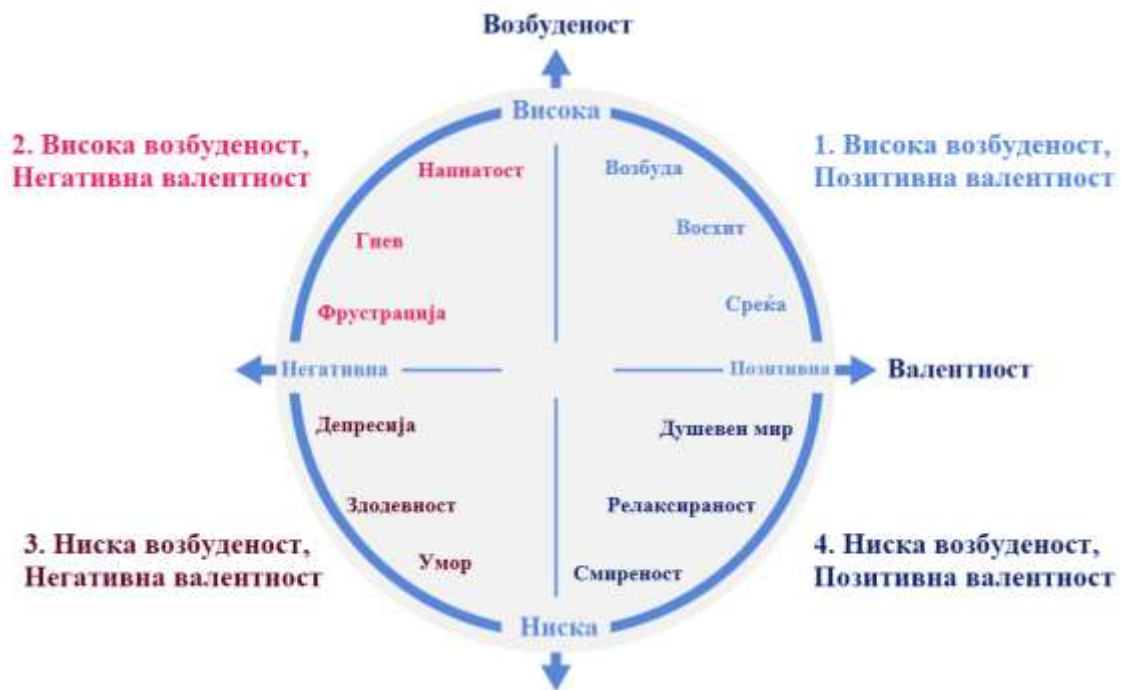 Возбуденост
Висока
2. Висока возбуденост,
Негативна валентност
1. Висока возбуденост,
Позитивна валентност
Напнатост
Возбуда
Гнев
Восхит
Фрустрација
Среќа
Негативна
Позитивна
Валентност
Депресија
Душевен мир
Здодевност
Релаксираност
3. Ниска возбуденост,
Негативна валентност
4. Ниска возбуденост,
Позитивна валентност
Умор
Смиреност
Ниска